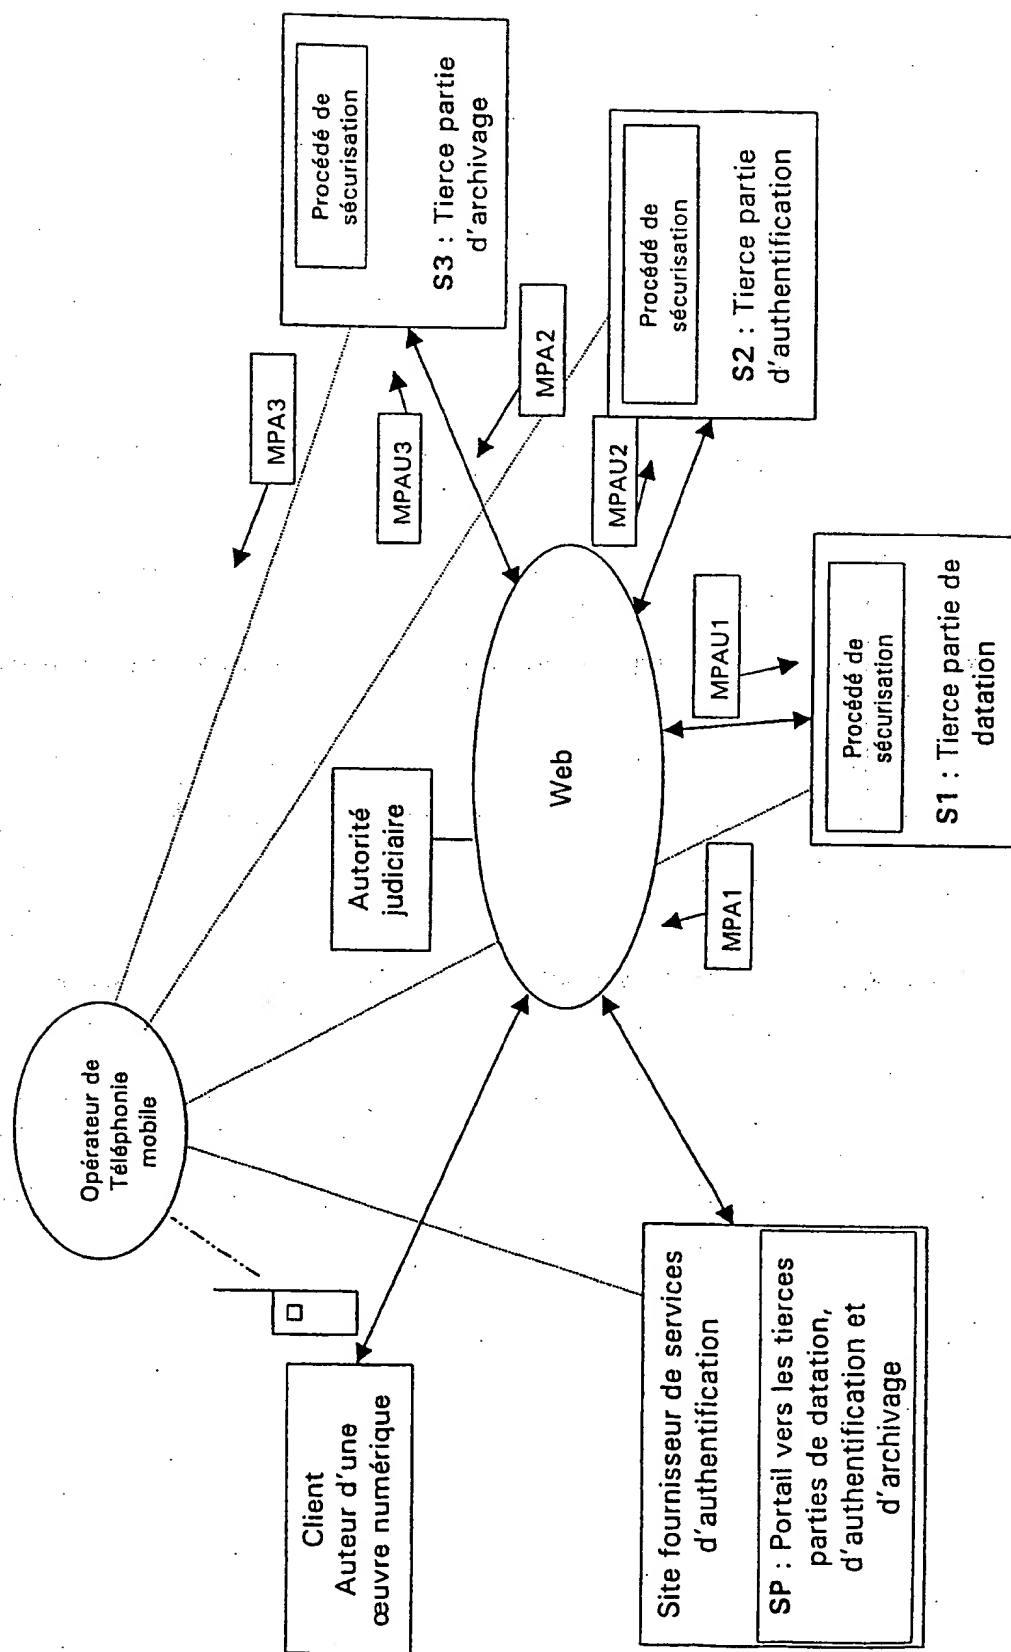 Opérateur de
Téléphonie
mobile
Client
Auteur d'une
œuvre numérique
Site fournisseur de services
d'authentification
SP : Portail vers les tierces
parties de datation,
d'authentification et
d'archivage
Autorité
judiciaire
Web
MPA3
MPAU3
MPA2
MPAU2
MPAU1
MPA1
Procédé de
sécurisation
S3 : Tierce partie
d'archivage
Procédé de
sécurisation
S2 : Tierce partie
d'authentification
Procédé de
sécurisation
S1 : Tierce partie de
datation